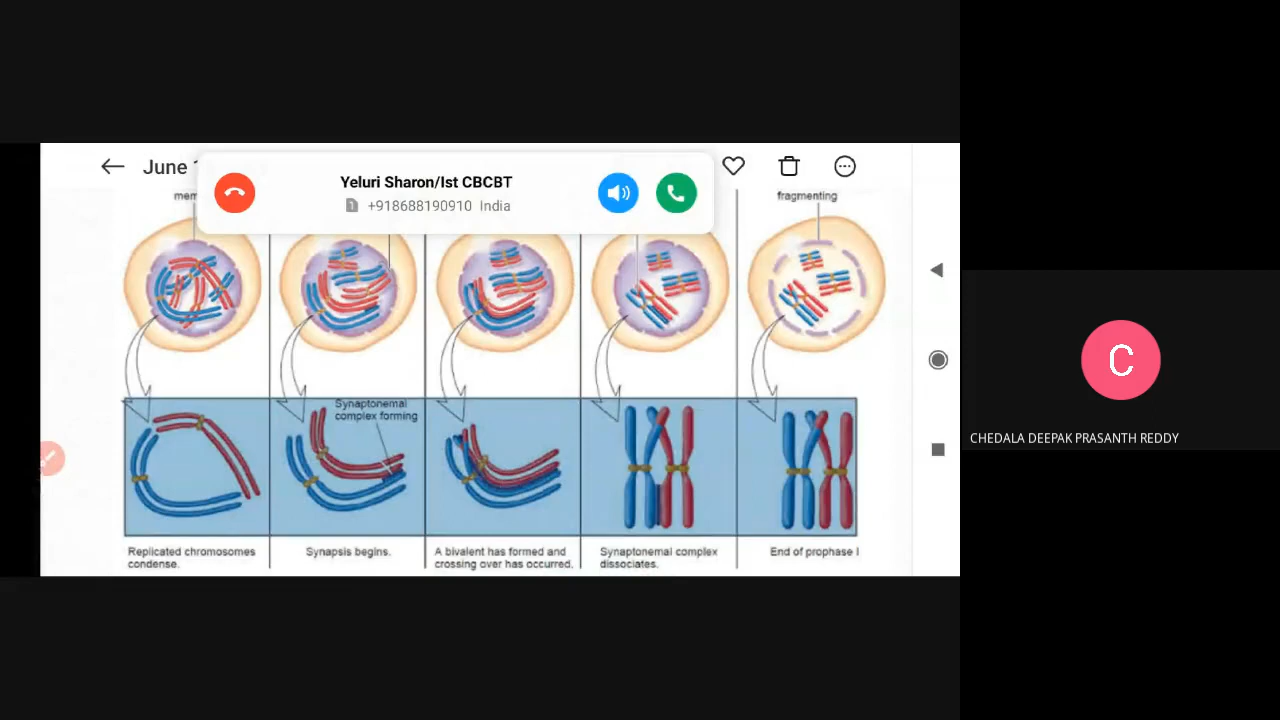 June
Yeluri Sharon/Ist CBCBT
+918688190910 India
mem
fragmenting
Synaptonemal
complex forming
Replicated chromosomes
condense.
Synapsis begins.
A bivalent has formed and
crossing over has occurred.
Synaptonemal complex
dissociates.
End of prophase I
C
CHEDALA DEEPAK PRASANTH REDDY